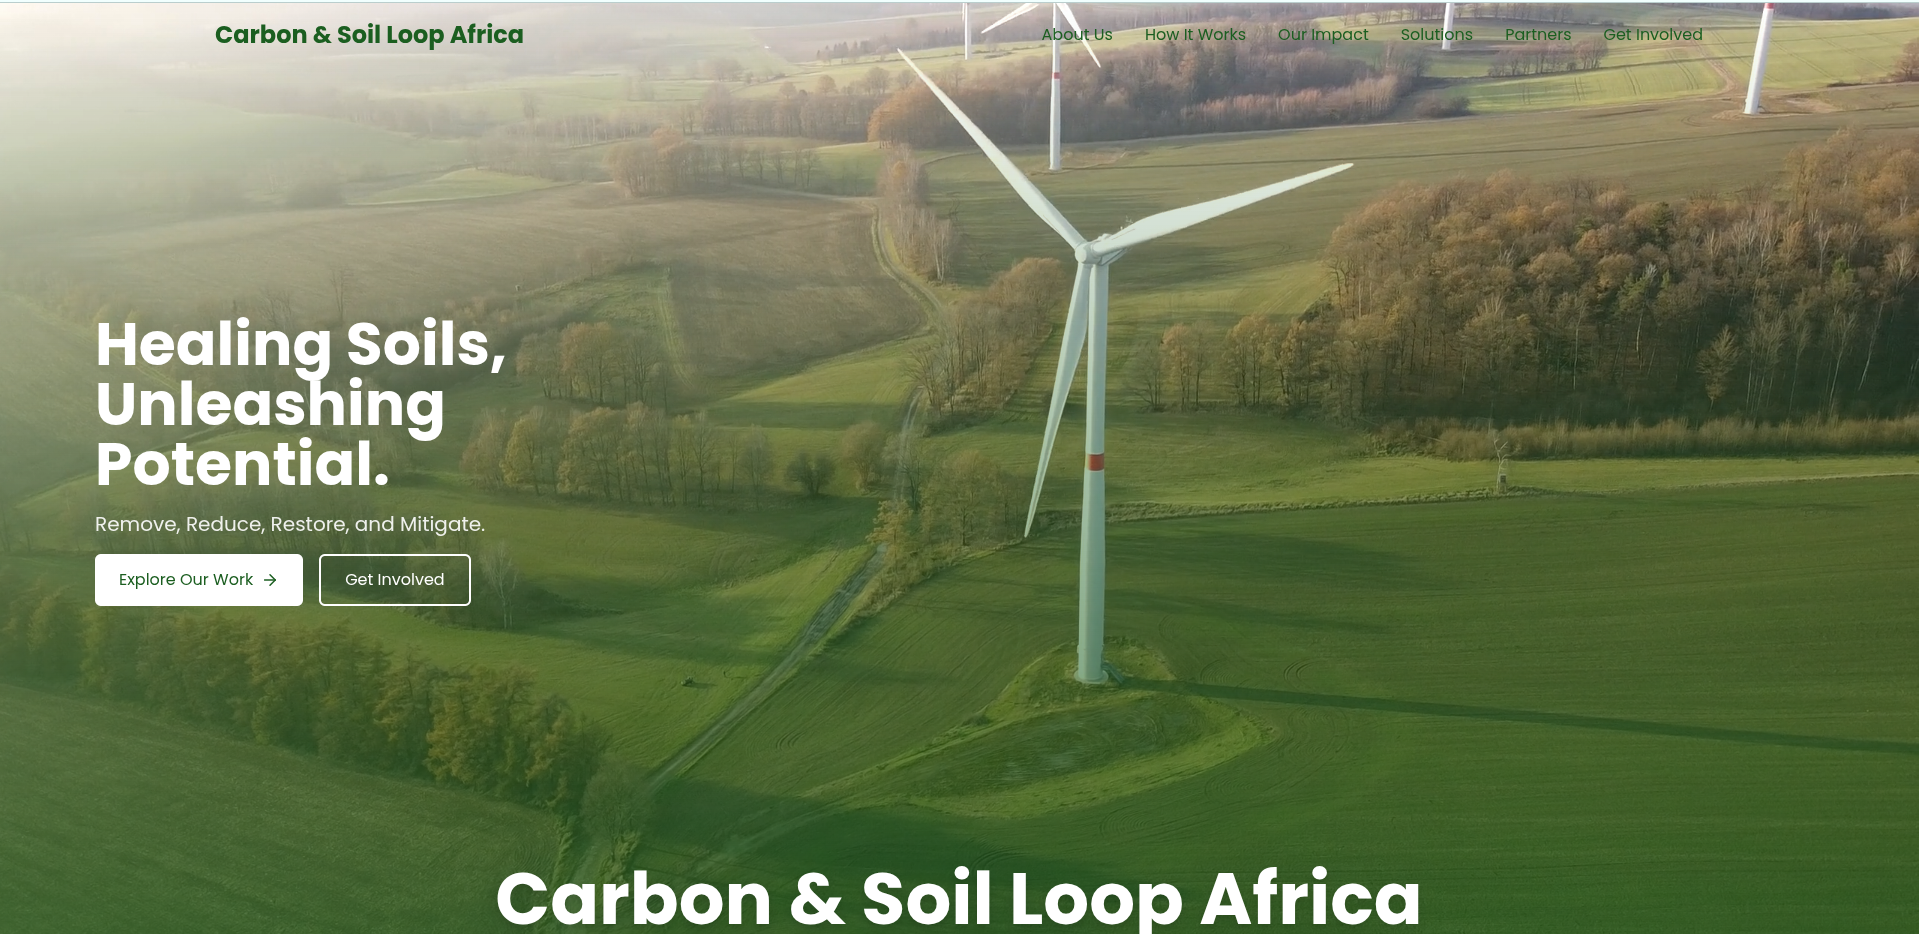 Carbon & Soil Loop Africa
About Us How It Works Our Impact Solutions Partners Get Involved
Healing Soils,
Unleashing
Potential.
Remove, Reduce, Restore, and Mitigate.
Explore Our Work → Get Involved
Carbon & Soil Loop Africa